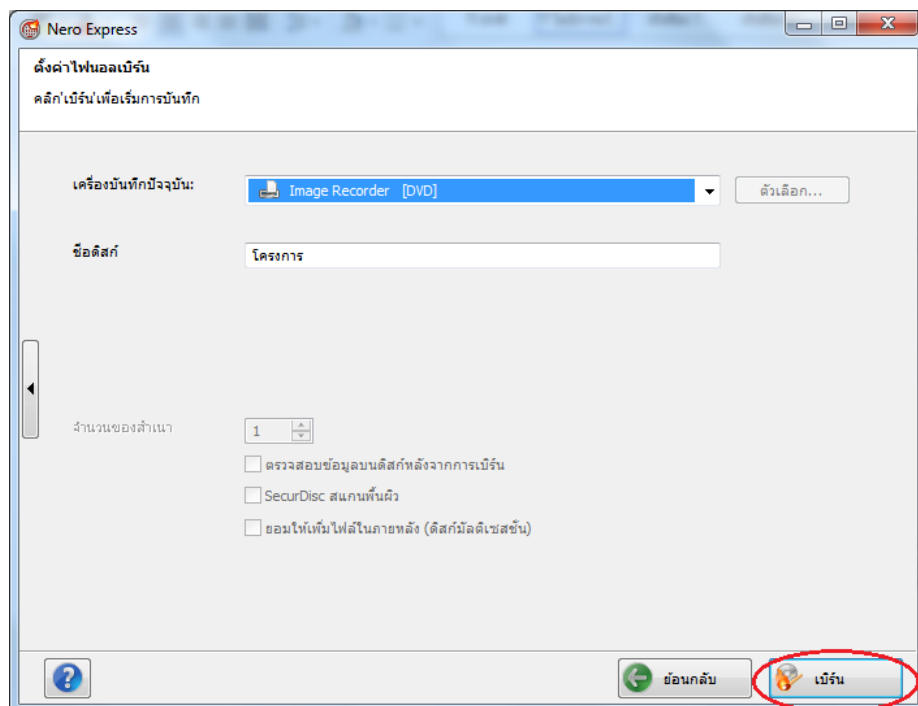 Nero Express
ตั้งค่าไฟนอลเบิร์น
คลิก'เบิร์น'เพื่อเริ่มการบันทึก
เครื่องบันทึกปัจจุบัน:
Image Recorder [DVD]
ตัวเลือก...
ชื่อดิสก์
โครงการ
จำนวนของสำเนา
1
ตรวจสอบข้อมูลบนดิสก์หลังจากการเบิร์น
SecurDisc สแกนพื้นผิว
ยอมให้เพิ่มไฟล์ในภายหลัง (ดิสก์มัลติเซสชั่น)
ย้อนกลับ
เบิร์น